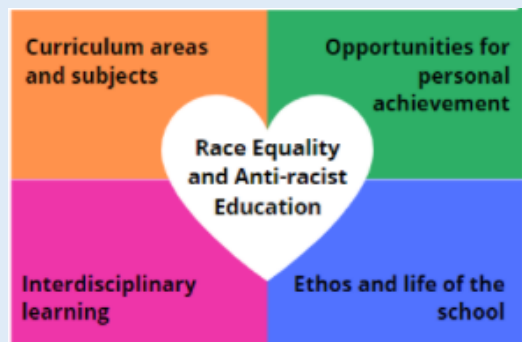 Curriculum areas
and subjects
Opportunities for
personal
achievement
Race Equality
and Anti-racist
Education
Interdisciplinary
learning
Ethos and life of the
school